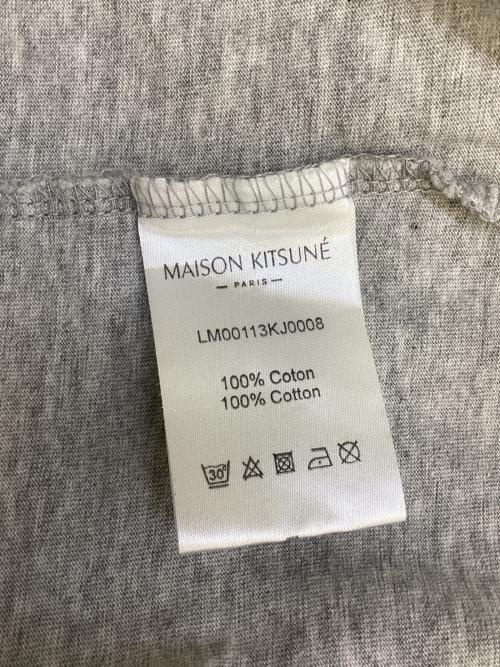 MAISON KITSUNÉ
— PARIS —
LM00113KJ0008
100% Coton
100% Cotton
30°